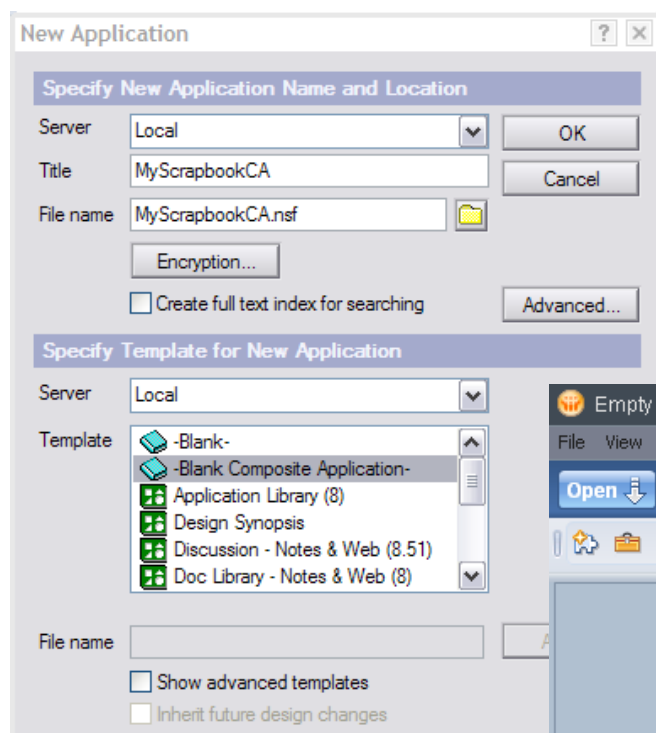 New Application
Specify New Application Name and Location
Server Local OK
Title MyScrapbookCA Cancel
File name MyScrapbookCA.nsf
Encryption...
Create full text index for searching Advanced...
Specify Template for New Application
Server Local
Empty
Template -Blank-
File View
-Blank Composite Application-
Application Library (8)
Open
Design Synopsis
Discussion - Notes & Web (8.51)
Doc Library - Notes & Web (8)
File name
Show advanced templates
Inherit future design changes